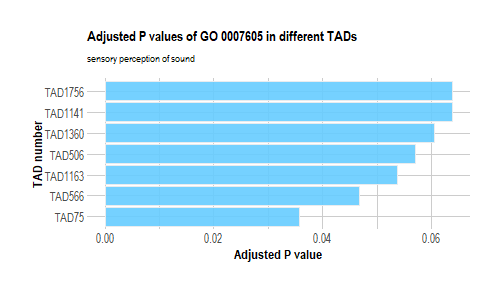 Adjusted P values of GO 0007605 in different TADs
sensory perception of sound
TAD number
TAD1756
TAD1141
TAD1360
TAD506
TAD1163
TAD566
TAD75
0.00 0.02 0.04 0.06
Adjusted P value